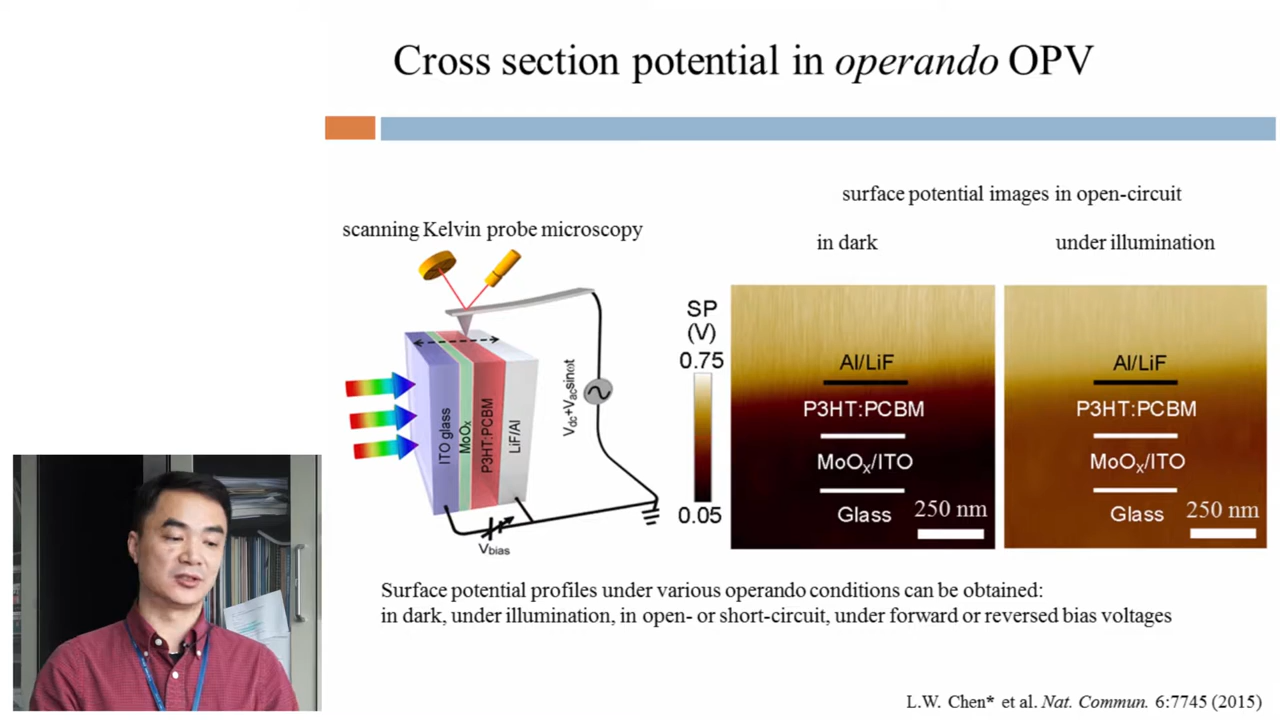 Cross section potential in operando OPV
surface potential images in open-circuit
scanning Kelvin probe microscopy
in dark
under illumination
ITO glass
MoOx
P3HT:PCBM
LiF/Al
Vdc+Vacsinωt
Vbias
SP
(V)
0.75
0.05
Al/LiF
P3HT:PCBM
MoOx/ITO
Glass
250 nm
Al/LiF
P3HT:PCBM
MoOx/ITO
Glass
250 nm
Surface potential profiles under various operando conditions can be obtained:
in dark, under illumination, in open- or short-circuit, under forward or reversed bias voltages
L.W. Chen* et al. Nat. Commun. 6:7745 (2015)